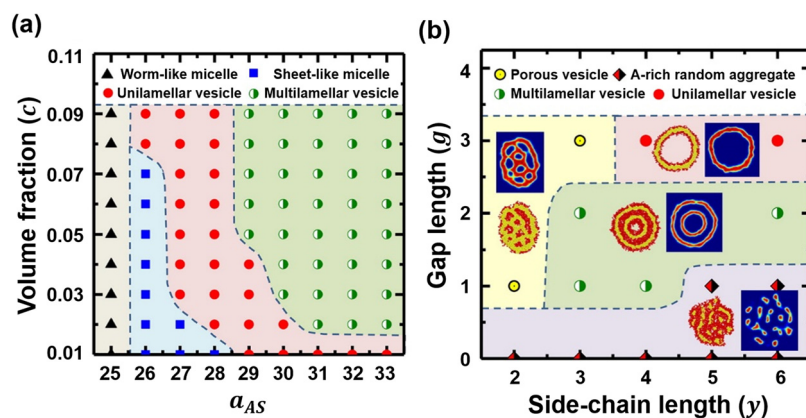 (a)
Volume fraction (c)
0.11
0.09
0.07
0.05
0.03
0.01
Worm-like micelle Sheet-like micelle
Unilamellar vesicle Multilamellar vesicle
25 26 27 28 29 30 31 32 33
a_AS
(b)
Gap length (g)
4
3
2
1
0
Porous vesicle A-rich random aggregate
Multilamellar vesicle Unilamellar vesicle
2 3 4 5 6
Side-chain length (y)